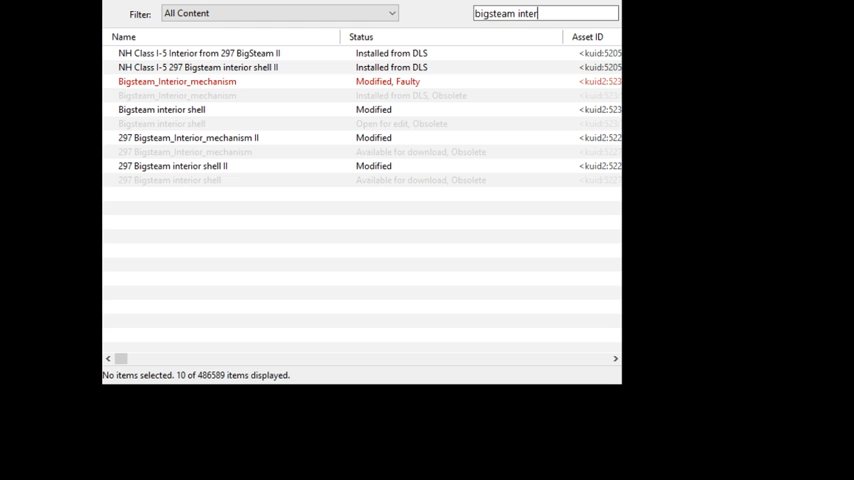 Filter: All Content bigsteam inter
Name Status Asset ID
NH Class I-5 Interior from 297 BigSteam II Installed from DLS <kuid:5205
NH Class I-5 297 Bigsteam interior shell II Installed from DLS <kuid:5205
Bigsteam_Interior_mechanism Modified, Faulty <kuid2:523
Bigsteam_Interior_mechanism Installed from DLS, Obsolete
Bigsteam interior shell Modified <kuid2:523
Bigsteam interior shell Open for edit, Obsolete
297 Bigsteam_Interior_mechanism II Modified <kuid2:522
297 Bigsteam_Interior_mechanism Available for download, Obsolete
297 Bigsteam interior shell II Modified <kuid2:522
297 Bigsteam interior shell Available for download, Obsolete
No items selected. 10 of 486589 items displayed.